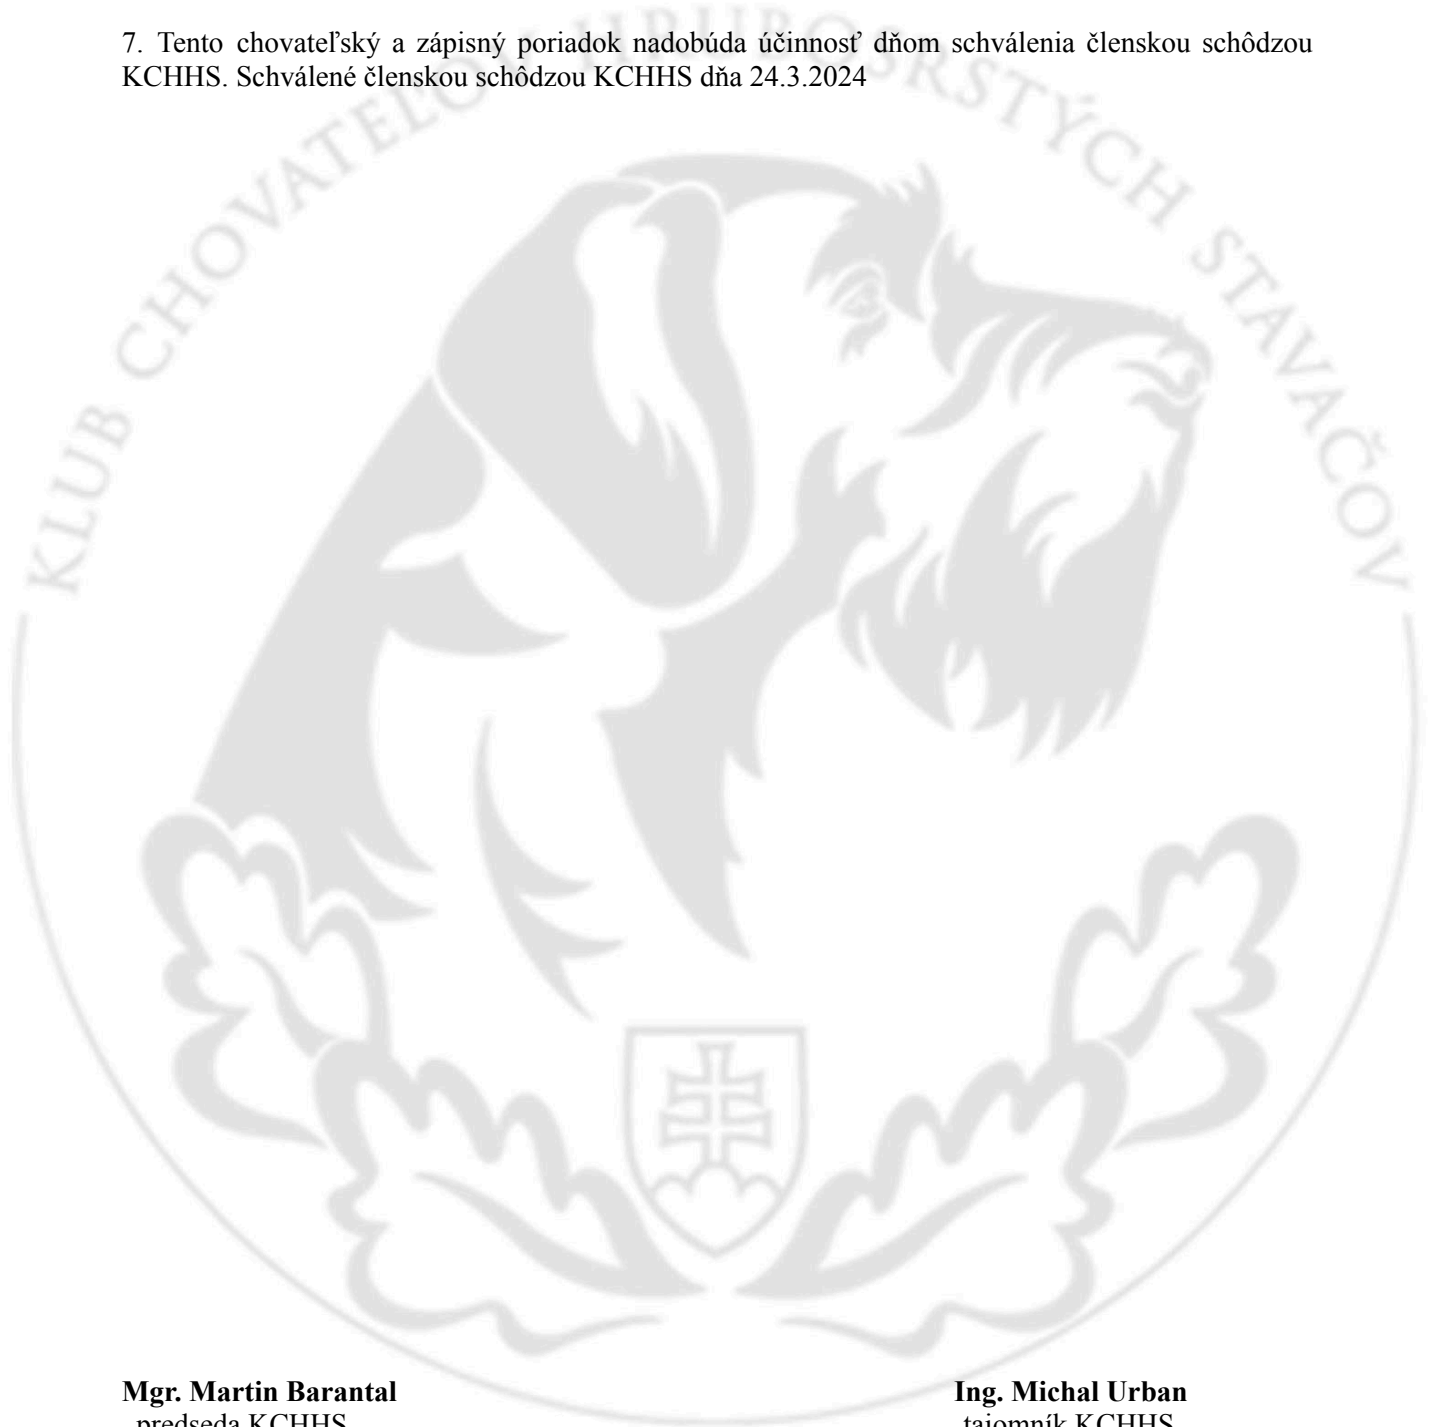 7. Tento chovateľský a zápisný poriadok nadobúda účinnosť dňom schválenia členskou schôdzou
KCHHS. Schválené členskou schôdzou KCHHS dňa 24.3.2024
KLUB CHOVATEĽOV HRUBOSRSTÝCH STAVAČOV
Mgr. Martin Barantal
Ing. Michal Urban
predseda KCHHS
tajomník KCHHS